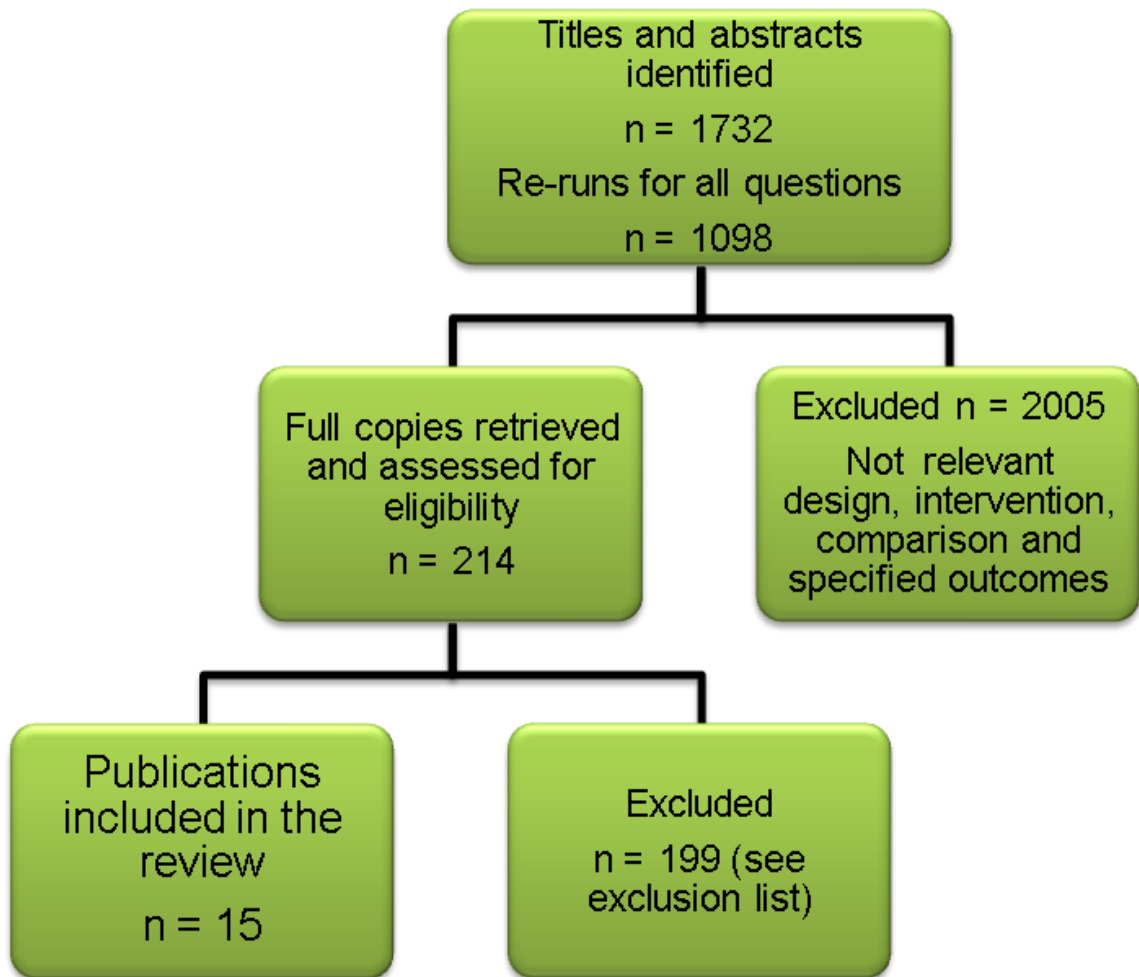 Titles and abstracts
identified
n = 1732
Re-runs for all questions
n = 1098
Full copies retrieved
and assessed for
eligibility
n = 214
Excluded n = 2005
Not relevant
design, intervention,
comparison and
specified outcomes
Publications
included in the
review
n = 15
Excluded
n = 199 (see
exclusion list)